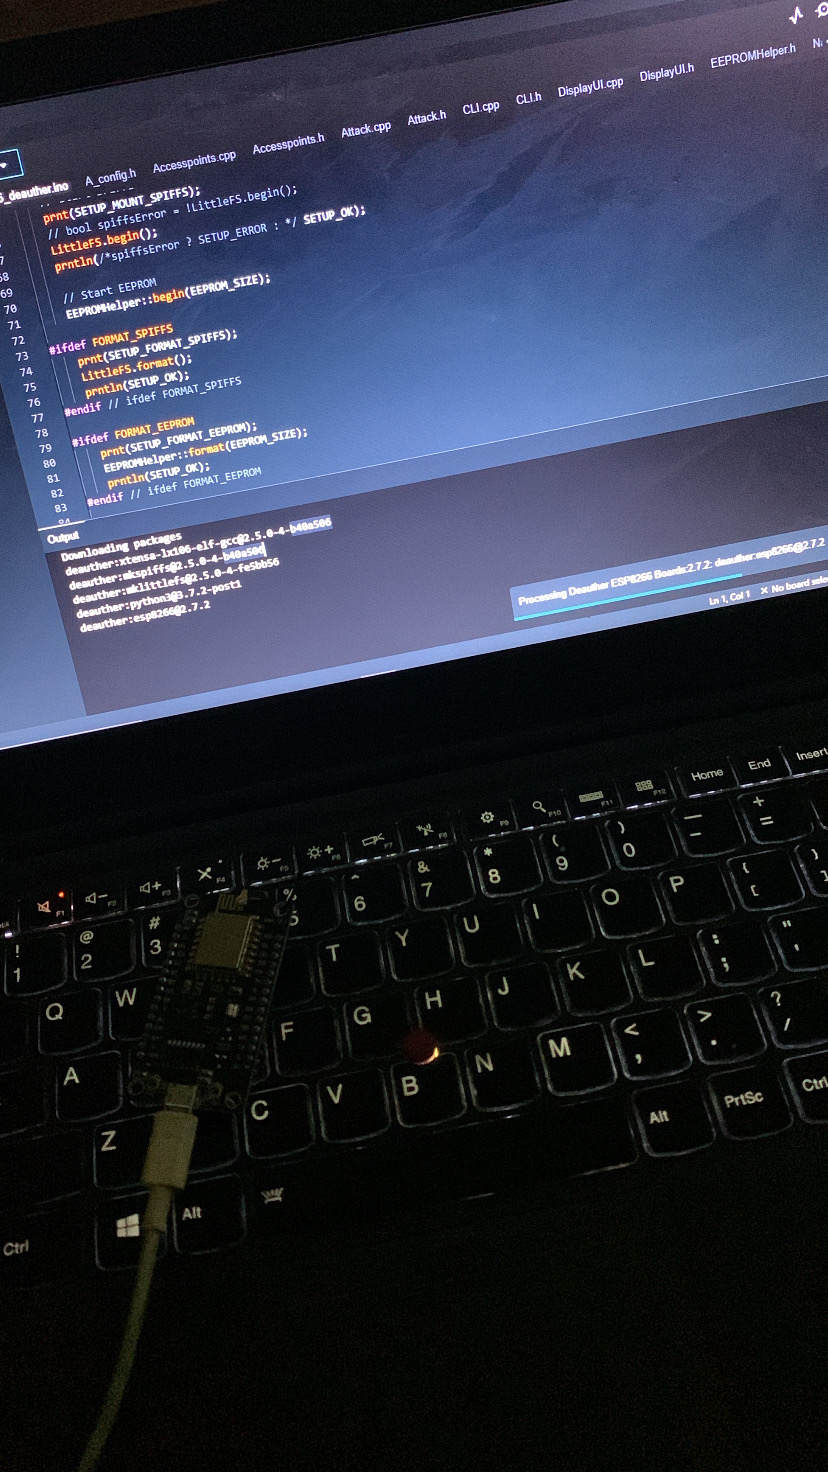 A_config.h Accesspoints.cpp Accesspoints.h Attack.cpp Attack.h CLI.cpp CLI.h DisplayUI.cpp DisplayUI.h EEPROMHelper.h
_deauther.ino
prnt(SETUP_MOUNT_SPIFFS);
// bool spiffsError = !LittleFS.begin();
LittleFS.begin();
68 prntln(/*spiffsError ? SETUP_ERROR : */ SETUP_OK);
69
70 // Start EEPROM
71 EEPROMHelper::begin(EEPROM_SIZE);
72
73 #ifdef FORMAT_SPIFFS
74 prnt(SETUP_FORMAT_SPIFFS);
75 LittleFS.format();
76 prntln(SETUP_OK);
77 #endif // ifdef FORMAT_SPIFFS
78
79 #ifdef FORMAT_EEPROM
80 prnt(SETUP_FORMAT_EEPROM);
81 EEPROMHelper::format(EEPROM_SIZE);
82 prntln(SETUP_OK);
83 #endif // ifdef FORMAT_EEPROM
84
Output
Downloading packages
deauther:xtensa-lx106-elf-gcc@2.5.0-4-b40a506
deauther:mkspiffs@2.5.0-4-b40a506
deauther:mklittlefs@2.5.0-4-fe5bb56
deauther:python3@3.7.2-post1
deauther:esp8266@2.7.2
Processing Deauther ESP8266 Boards:2.7.2: deauther:esp8266@2.7.2
Ln 1, Col 1 × No board sele
F1 F2 F3 F4 F5 F6 F7 F8 F9 F10 F11 F12 Home End Insert
! 1 @ 2 # 3 % 5 ^ 6 & 7 * 8 ( 9 ) 0 — - + =
Q W T Y U I O P { [ }
A F G H J K L : ; " '
Z C V B N M < , > . ? /
Ctrl Alt Alt PrtSc Ctrl